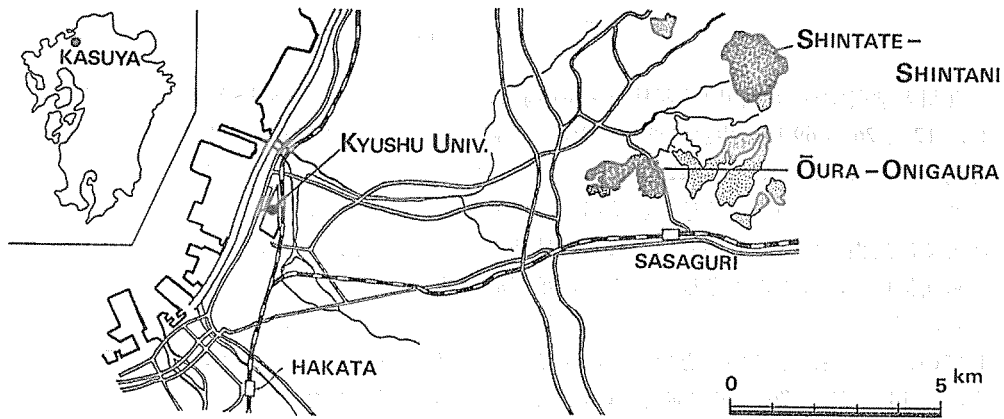 KASUYA
SHINTATE–
SHINTANI
KYUSHU UNIV.
ŌURA–ONIGAURA
SASAGURI
HAKATA
0 5 km